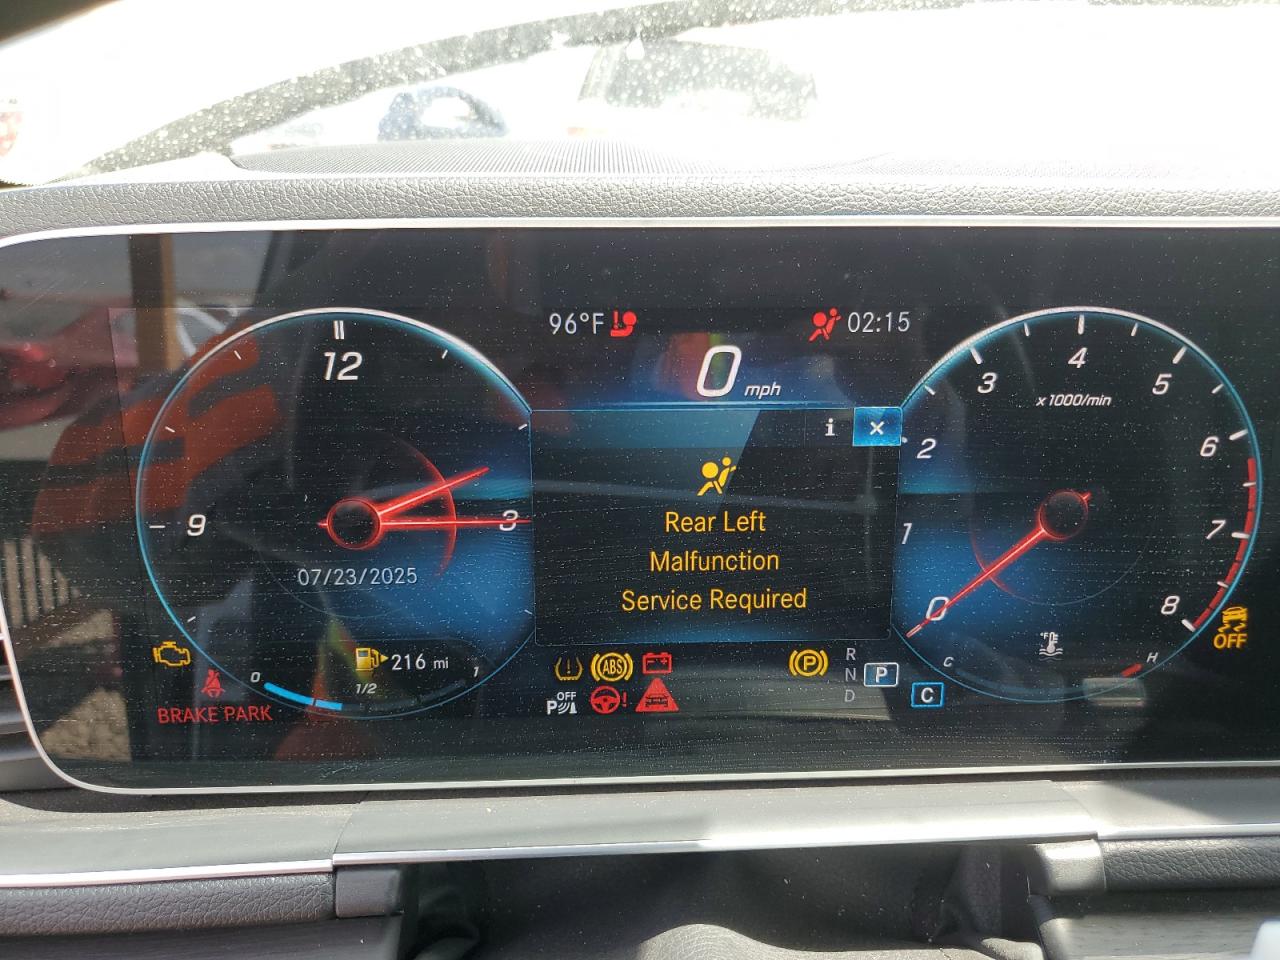 96°F
02:15
0 mph
12
9
3
07/23/2025
216 mi
0
1/2
1
BRAKE PARK
i
×
Rear Left
Malfunction
Service Required
ABS
OFF
P
P
R
N
P
D
C
0
1
2
3
4
5
6
7
8
x1000/min
°F
C
H
OFF